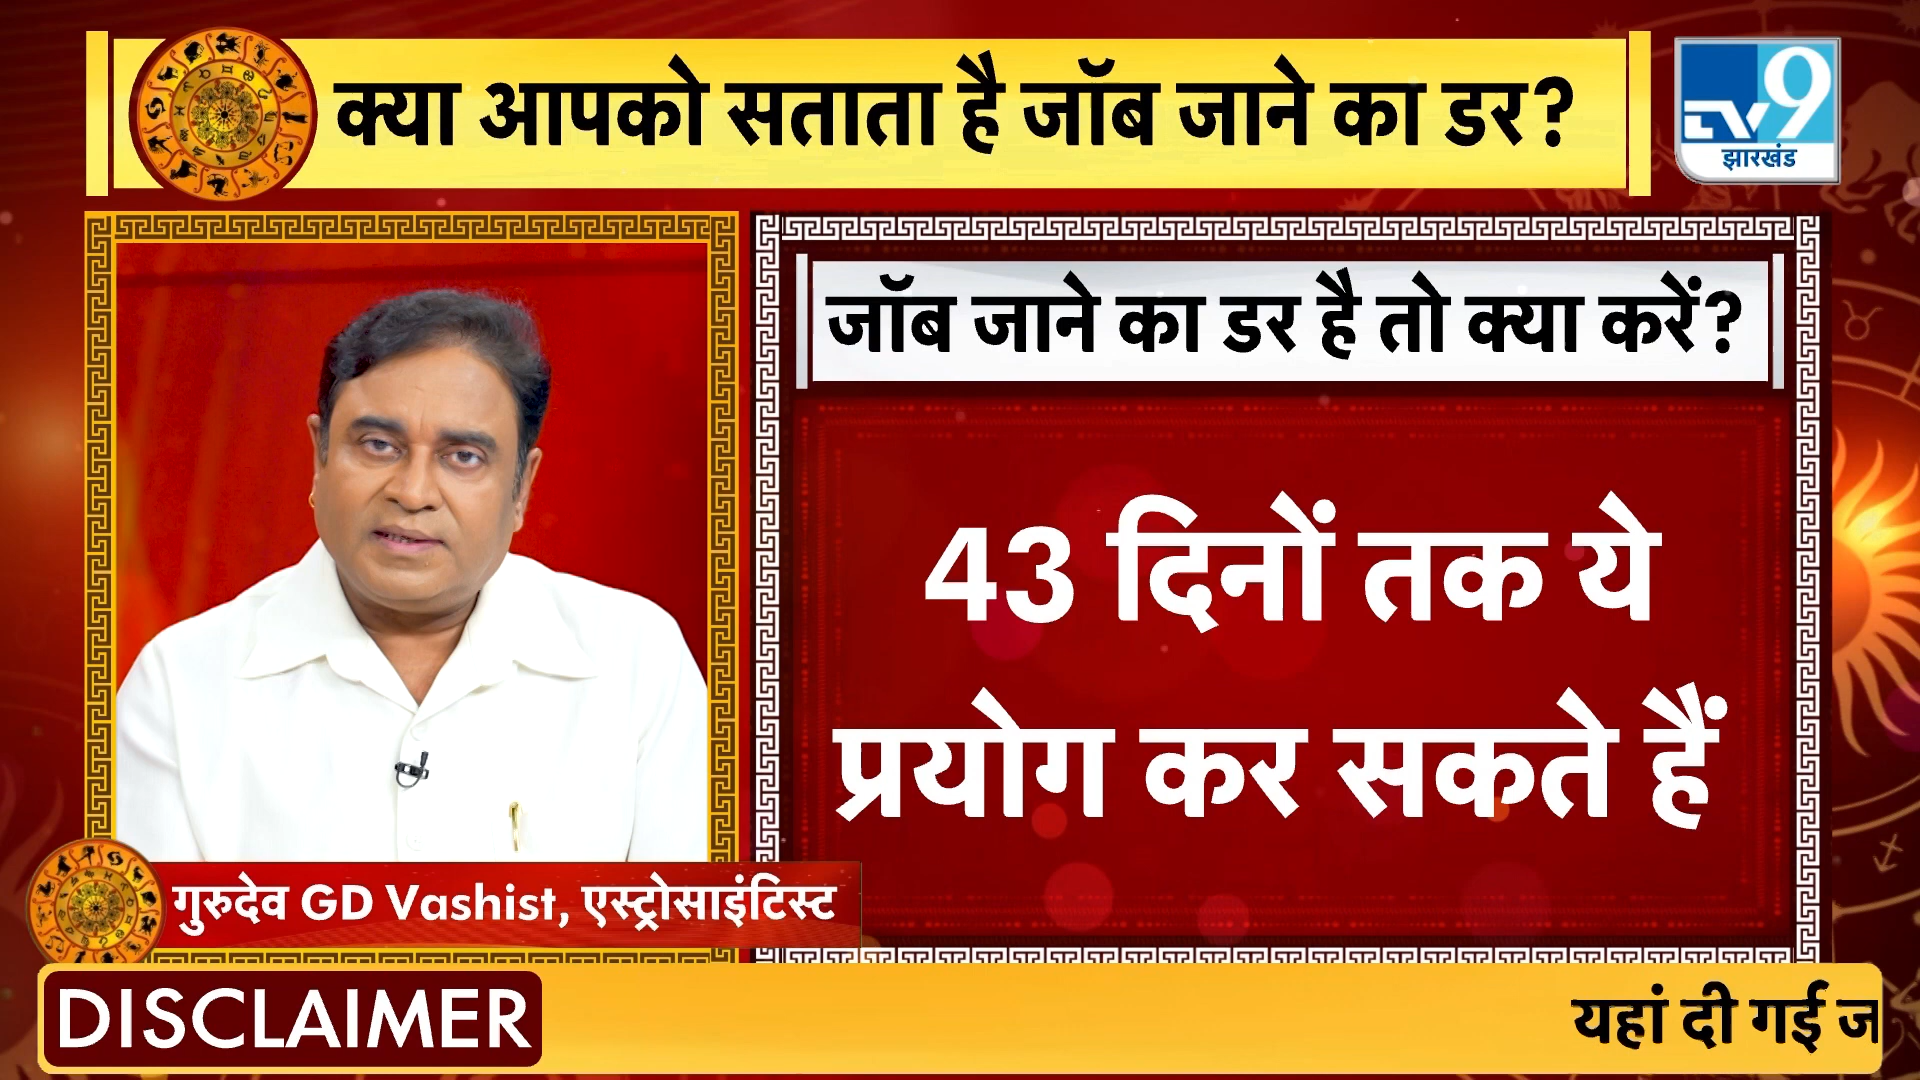 क्या आपको सताता है जॉब जाने का डर?
TV9
झारखंड
जॉब जाने का डर है तो क्या करें?
43 दिनों तक ये
प्रयोग कर सकते हैं
गुरुदेव GD Vashist, एस्ट्रोसाइंटिस्ट
DISCLAIMER
यहां दी गई